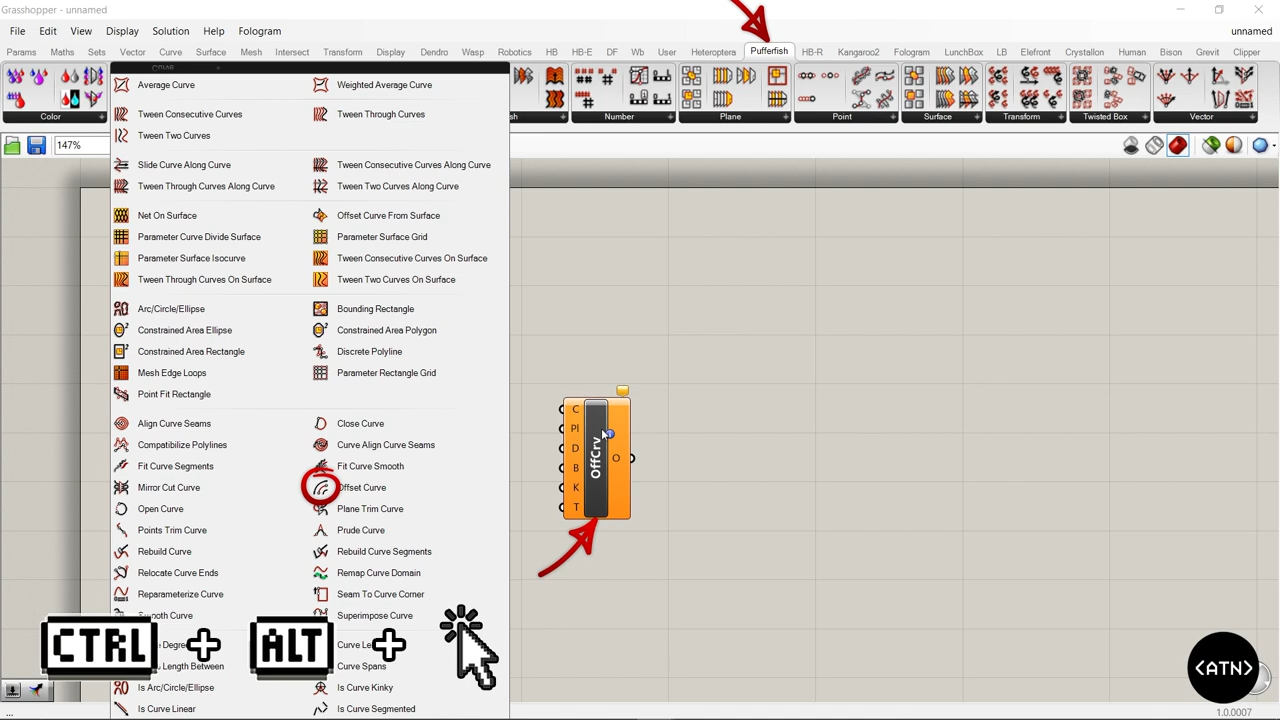 Grasshopper - unnamed
File Edit View Display Solution Help Fologram unnamed
Params Maths Sets Vector Curve Surface Mesh Intersect Transform Display Dendro Wasp Robotics HB HB-E DF Wb User Heteroptera Pufferfish HB-R Kangaroo2 Fologram LunchBox LB Elefront Crystallon Human Bison Grevit Clipper
Color Number Plane Point Surface Transform Twisted Box Vector
147%
Average Curve Weighted Average Curve
Tween Consecutive Curves Tween Through Curves
Tween Two Curves
Slide Curve Along Curve Tween Consecutive Curves Along Curve
Tween Through Curves Along Curve Tween Two Curves Along Curve
Net On Surface Offset Curve From Surface
Parameter Curve Divide Surface Parameter Surface Grid
Parameter Surface Isocurve Tween Consecutive Curves On Surface
Tween Through Curves On Surface Tween Two Curves On Surface
Arc/Circle/Ellipse Bounding Rectangle
Constrained Area Ellipse Constrained Area Polygon
Constrained Area Rectangle Discrete Polyline
Mesh Edge Loops Parameter Rectangle Grid
Point Fit Rectangle
Align Curve Seams Close Curve
Compatibilize Polylines Curve Align Curve Seams
Fit Curve Segments Fit Curve Smooth
Mirror Cut Curve Offset Curve
Open Curve Plane Trim Curve
Points Trim Curve Prude Curve
Rebuild Curve Rebuild Curve Segments
Relocate Curve Ends Remap Curve Domain
Reparameterize Curve Seam To Curve Corner
Smooth Curve Superimpose Curve
Curve
Length Between Curve Spans
Is Arc/Circle/Ellipse Is Curve Kinky
Is Curve Linear Is Curve Segmented
C
Pl
D
B
K
T
OffCrv
O
CTRL + ALT +
<ATN>
1.0.0007